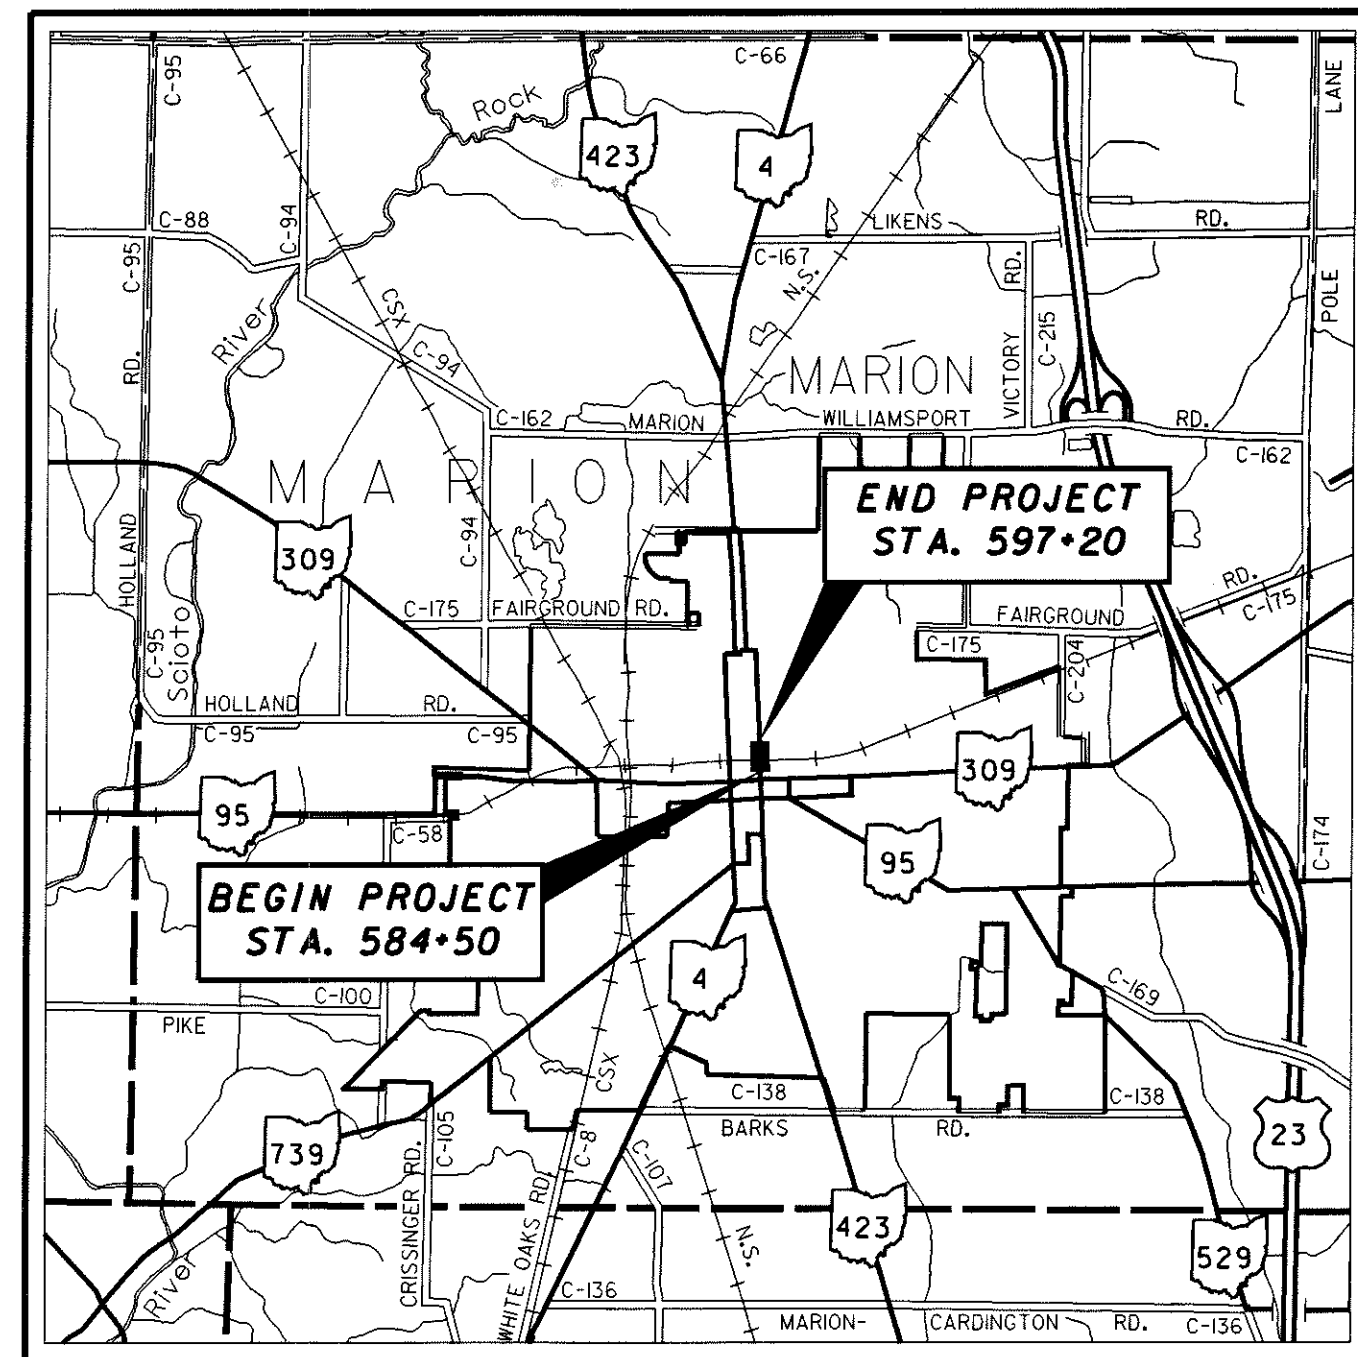 C-95
C-66
LANE
Rock
423
4
C-88
C-94
LIKENS RD.
C-95
C-167
RD.
N.S.
CSX
POLE
River
C-215
RD.
C-94
MARION
VICTORY
C-162 MARION WILLIAMSPORT RD.
C-162
MARION
END PROJECT
STA. 597+20
HOLLAND
309
C-94
C-175 FAIRGROUND RD.
RD.
C-175
FAIRGROUND
C-95
Scioto
C-175
C-204
HOLLAND RD.
C-95
C-95
309
95
C-58
C-174
95
BEGIN PROJECT
STA. 584+50
4
C-100
PIKE
C-169
CSX
C-138
C-138
BARKS RD.
23
739
C-105
C-8
C-107
CRISSINGER RD.
WHITE OAKS RD.
423
N.S.
529
River
C-136
MARION-CARDINGTON RD.
C-136